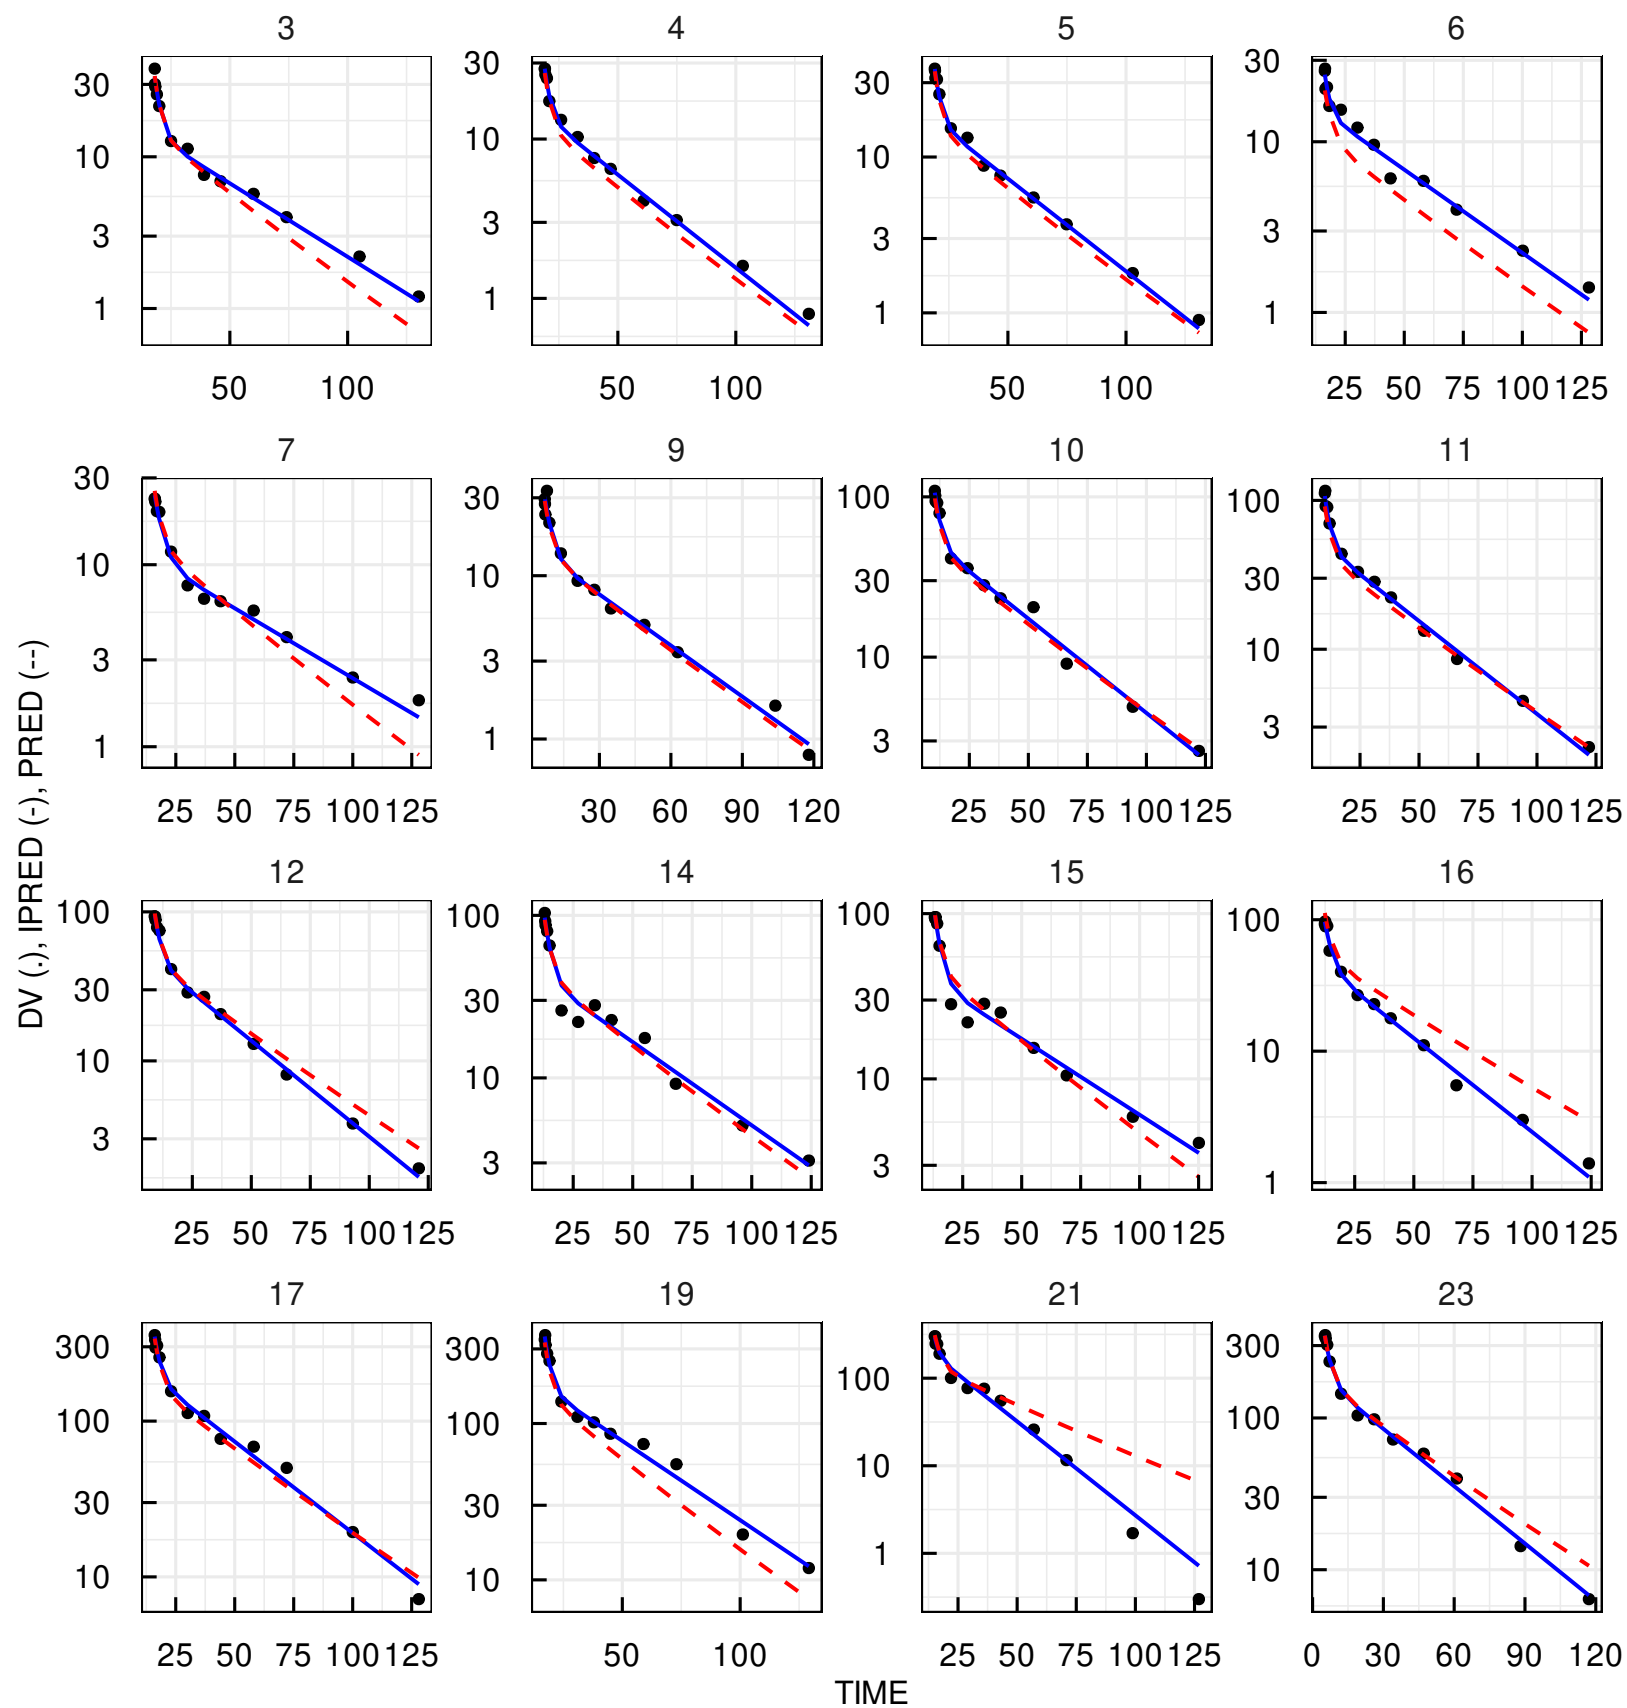 3 4 5 6
30 30 30 30
10 10 10 10
3 3 3 3
1 1 1 1
50 100 50 100 50 100 25 50 75 100 125
7 9 10 11
30 30 100 100
10 10 30 30
3 3 10 10
1 1 3 3
25 50 75 100 125 30 60 90 120 25 50 75 100 125 25 50 75 100 125
DV (.), IPRED (-), PRED (--)
12 14 15 16
100 100 100 100
30 30 30 10
10 10 10 1
3 3 3
25 50 75 100 125 25 50 75 100 125 25 50 75 100 125 25 50 75 100 125
17 19 21 23
300 300 100 300
100 100 10 100
30 30 1 30
10 10 10
25 50 75 100 125 50 100 25 50 75 100 125 0 30 60 90 120
TIME